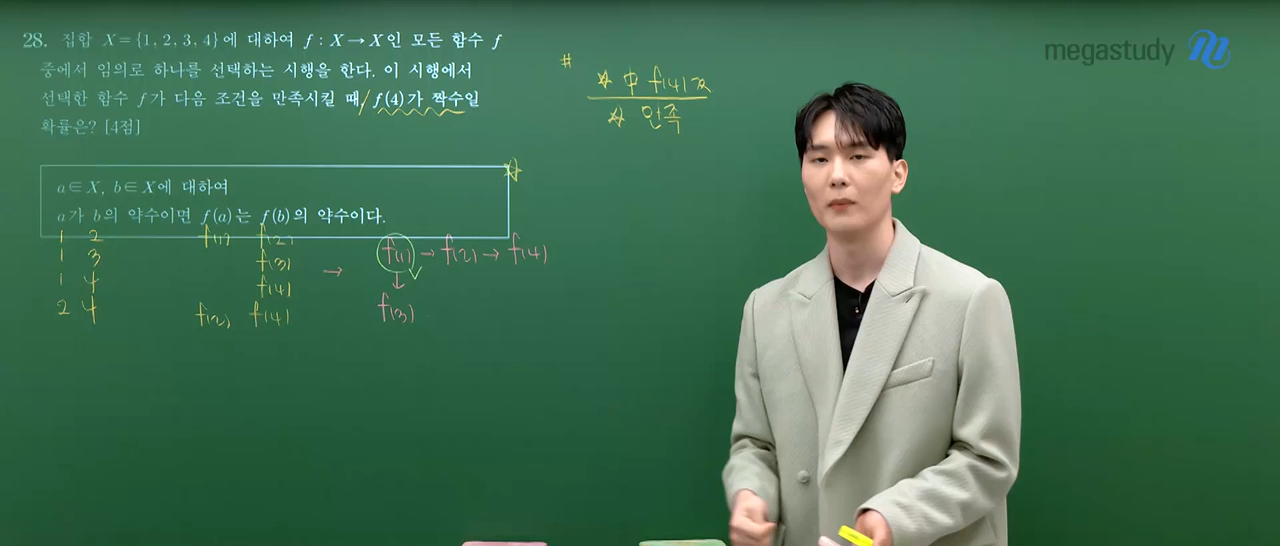 28. 집합 X={1, 2, 3, 4}에 대하여 f : X→X인 모든 함수 f
중에서 임의로 하나를 선택하는 시행을 한다. 이 시행에서
선택한 함수 f가 다음 조건을 만족시킬 때/ f(4)가 짝수일
확률은? [4점]
a∈X, b∈X에 대하여
a가 b의 약수이면 f(a)는 f(b)의 약수이다.
1 2 f(1) f(2)
1 3 f(3)
1 4 f(4)
2 4 f(2) f(4)
→ f(1) → f(2) → f(4)
↓
f(3)
# ☆ 中 f(4)가
☆ 만족
megastudy